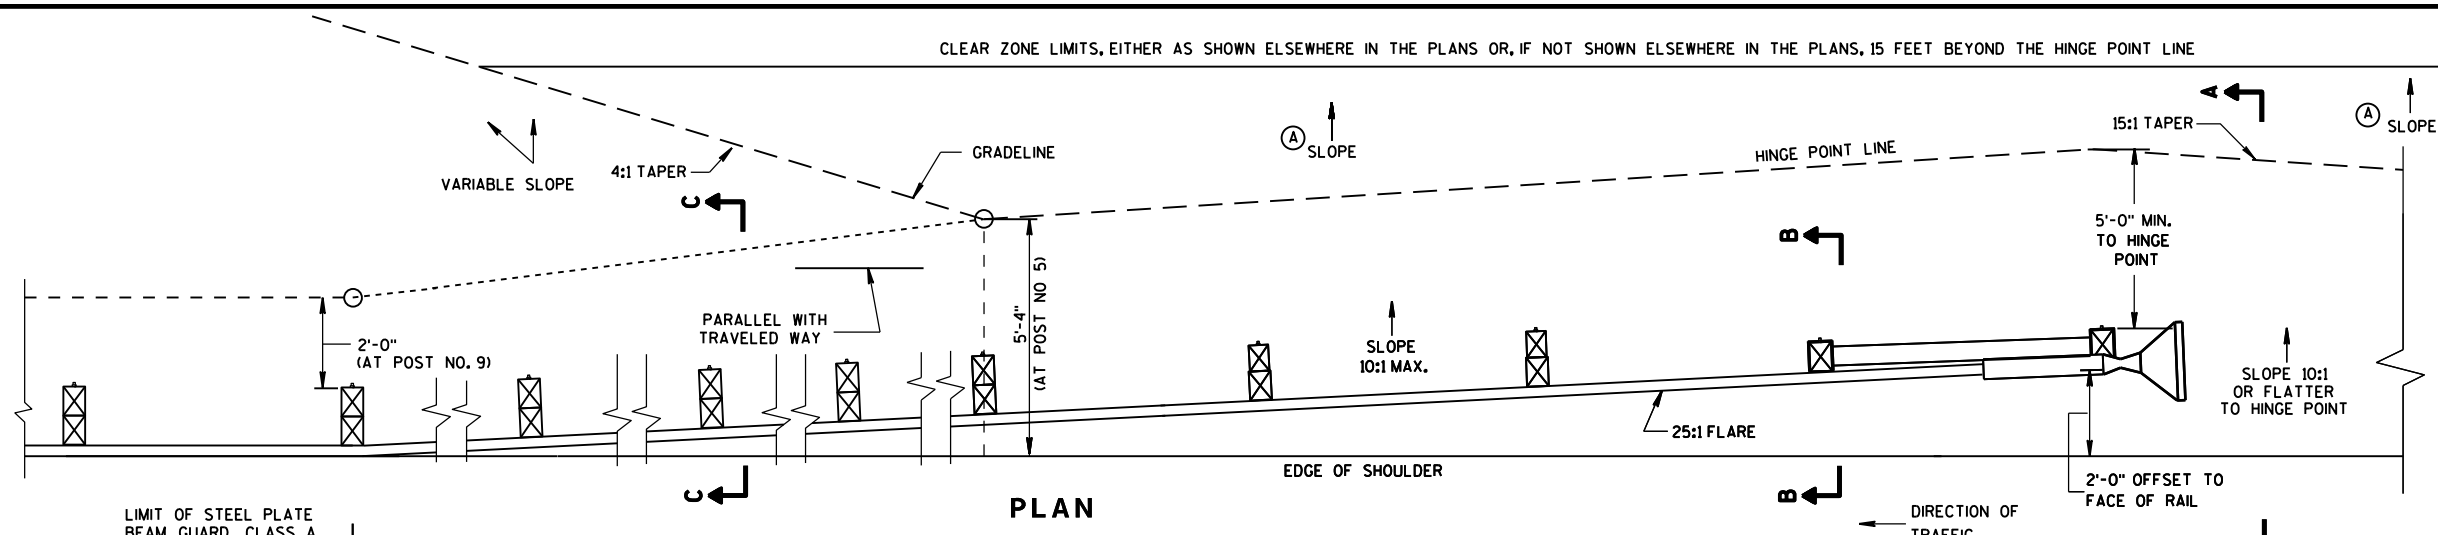 CLEAR ZONE LIMITS, EITHER AS SHOWN ELSEWHERE IN THE PLANS OR, IF NOT SHOWN ELSEWHERE IN THE PLANS, 15 FEET BEYOND THE HINGE POINT LINE
A
A
SLOPE
15:1 TAPER
A
SLOPE
HINGE POINT LINE
GRADELINE
4:1 TAPER
VARIABLE SLOPE
C
B
5'-0" MIN.
TO HINGE
POINT
5'-4"
(AT POST NO 5)
PARALLEL WITH
TRAVELED WAY
2'-0"
(AT POST NO. 9)
SLOPE
10:1 MAX.
SLOPE 10:1
OR FLATTER
TO HINGE POINT
25:1 FLARE
EDGE OF SHOULDER
C
B
2'-0" OFFSET TO
FACE OF RAIL
PLAN
LIMIT OF STEEL PLATE
BEAM GUARD, CLASS A
DIRECTION OF
TRAFFIC